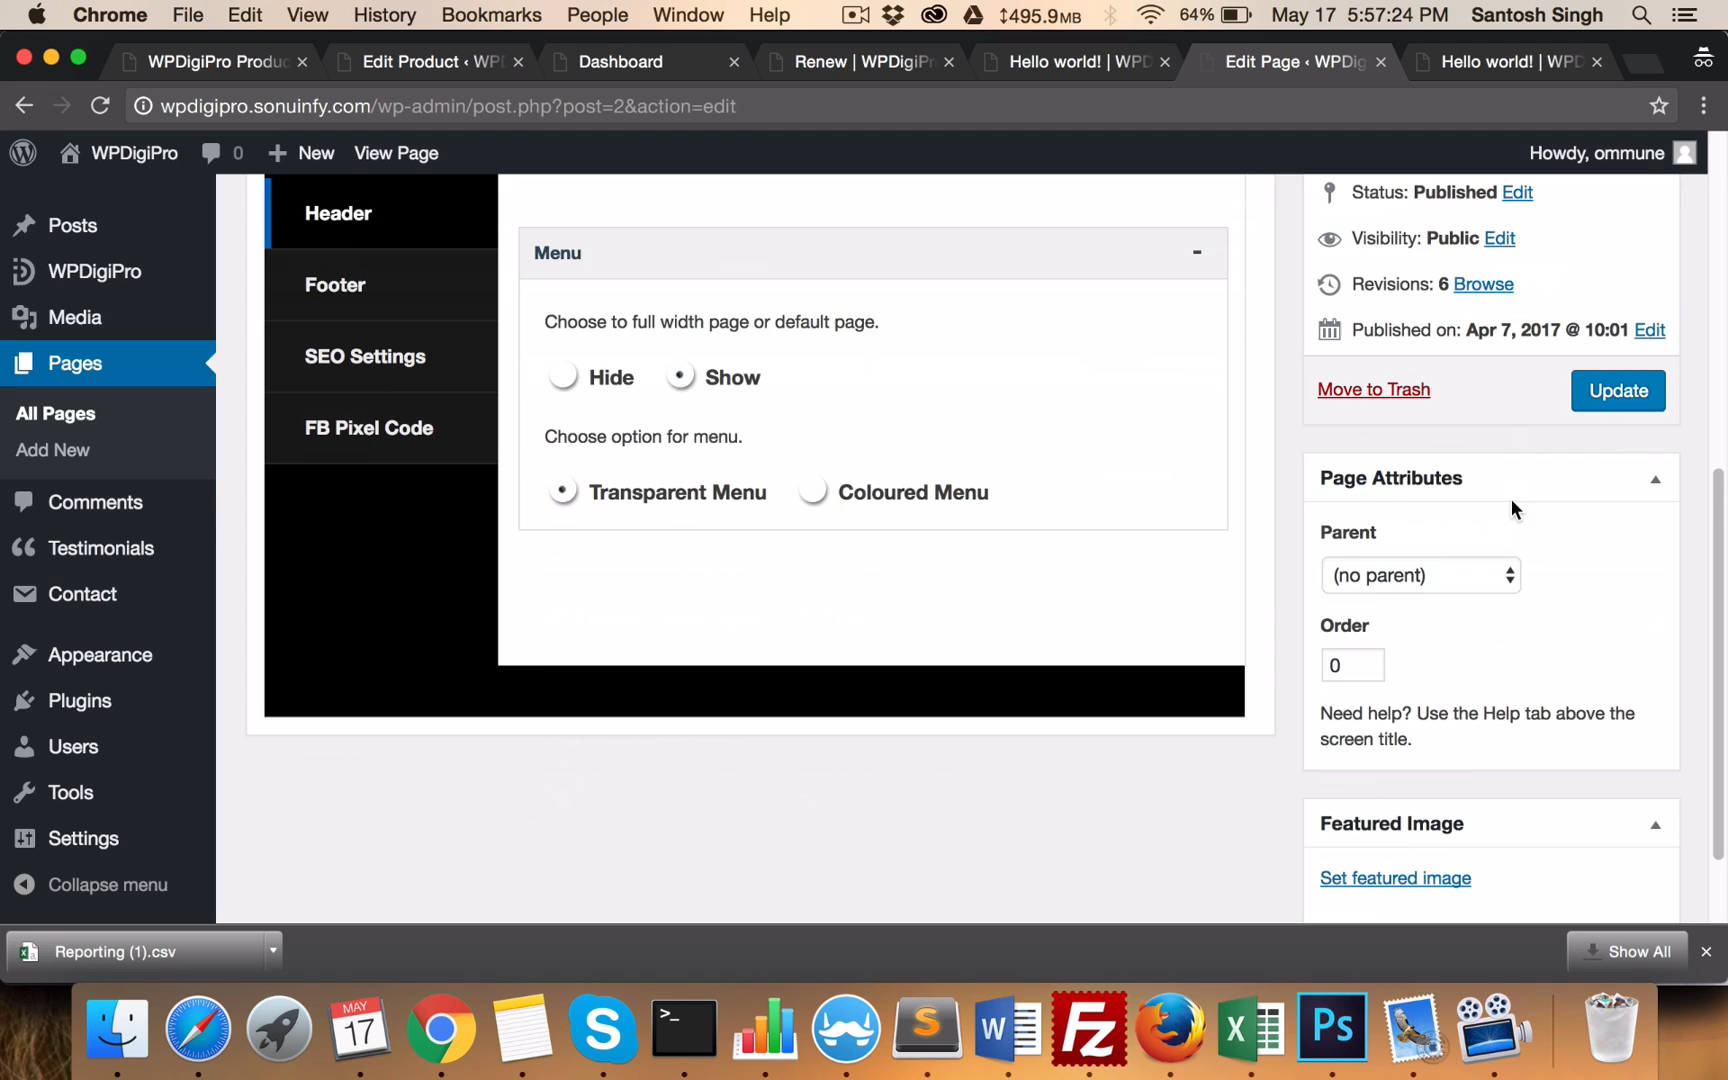 Chrome File Edit View History Bookmarks People Window Help 495.9MB 64% May 17 5:57:24 PM Santosh Singh
WPDigiPro Produc Edit Product ‹ WP Dashboard Renew | WPDigiPr Hello world! | WPD Edit Page ‹ WPDig Hello world! | WPD
wpdigipro.sonuinfy.com/wp-admin/post.php?post=2&action=edit
WPDigiPro 0 New View Page Howdy, ommune
Posts
WPDigiPro
Media
Pages
All Pages
Add New
Comments
Testimonials
Contact
Appearance
Plugins
Users
Tools
Settings
Collapse menu
Header
Footer
SEO Settings
FB Pixel Code
Menu -
Choose to full width page or default page.
Hide Show
Choose option for menu.
Transparent Menu Coloured Menu
Status: Published Edit
Visibility: Public Edit
Revisions: 6 Browse
Published on: Apr 7, 2017 @ 10:01 Edit
Move to Trash Update
Page Attributes
Parent
(no parent)
Order
0
Need help? Use the Help tab above the
screen title.
Featured Image
Set featured image
Reporting (1).csv Show All
MAY
17
S
>_
S
W
Fz
X
Ps